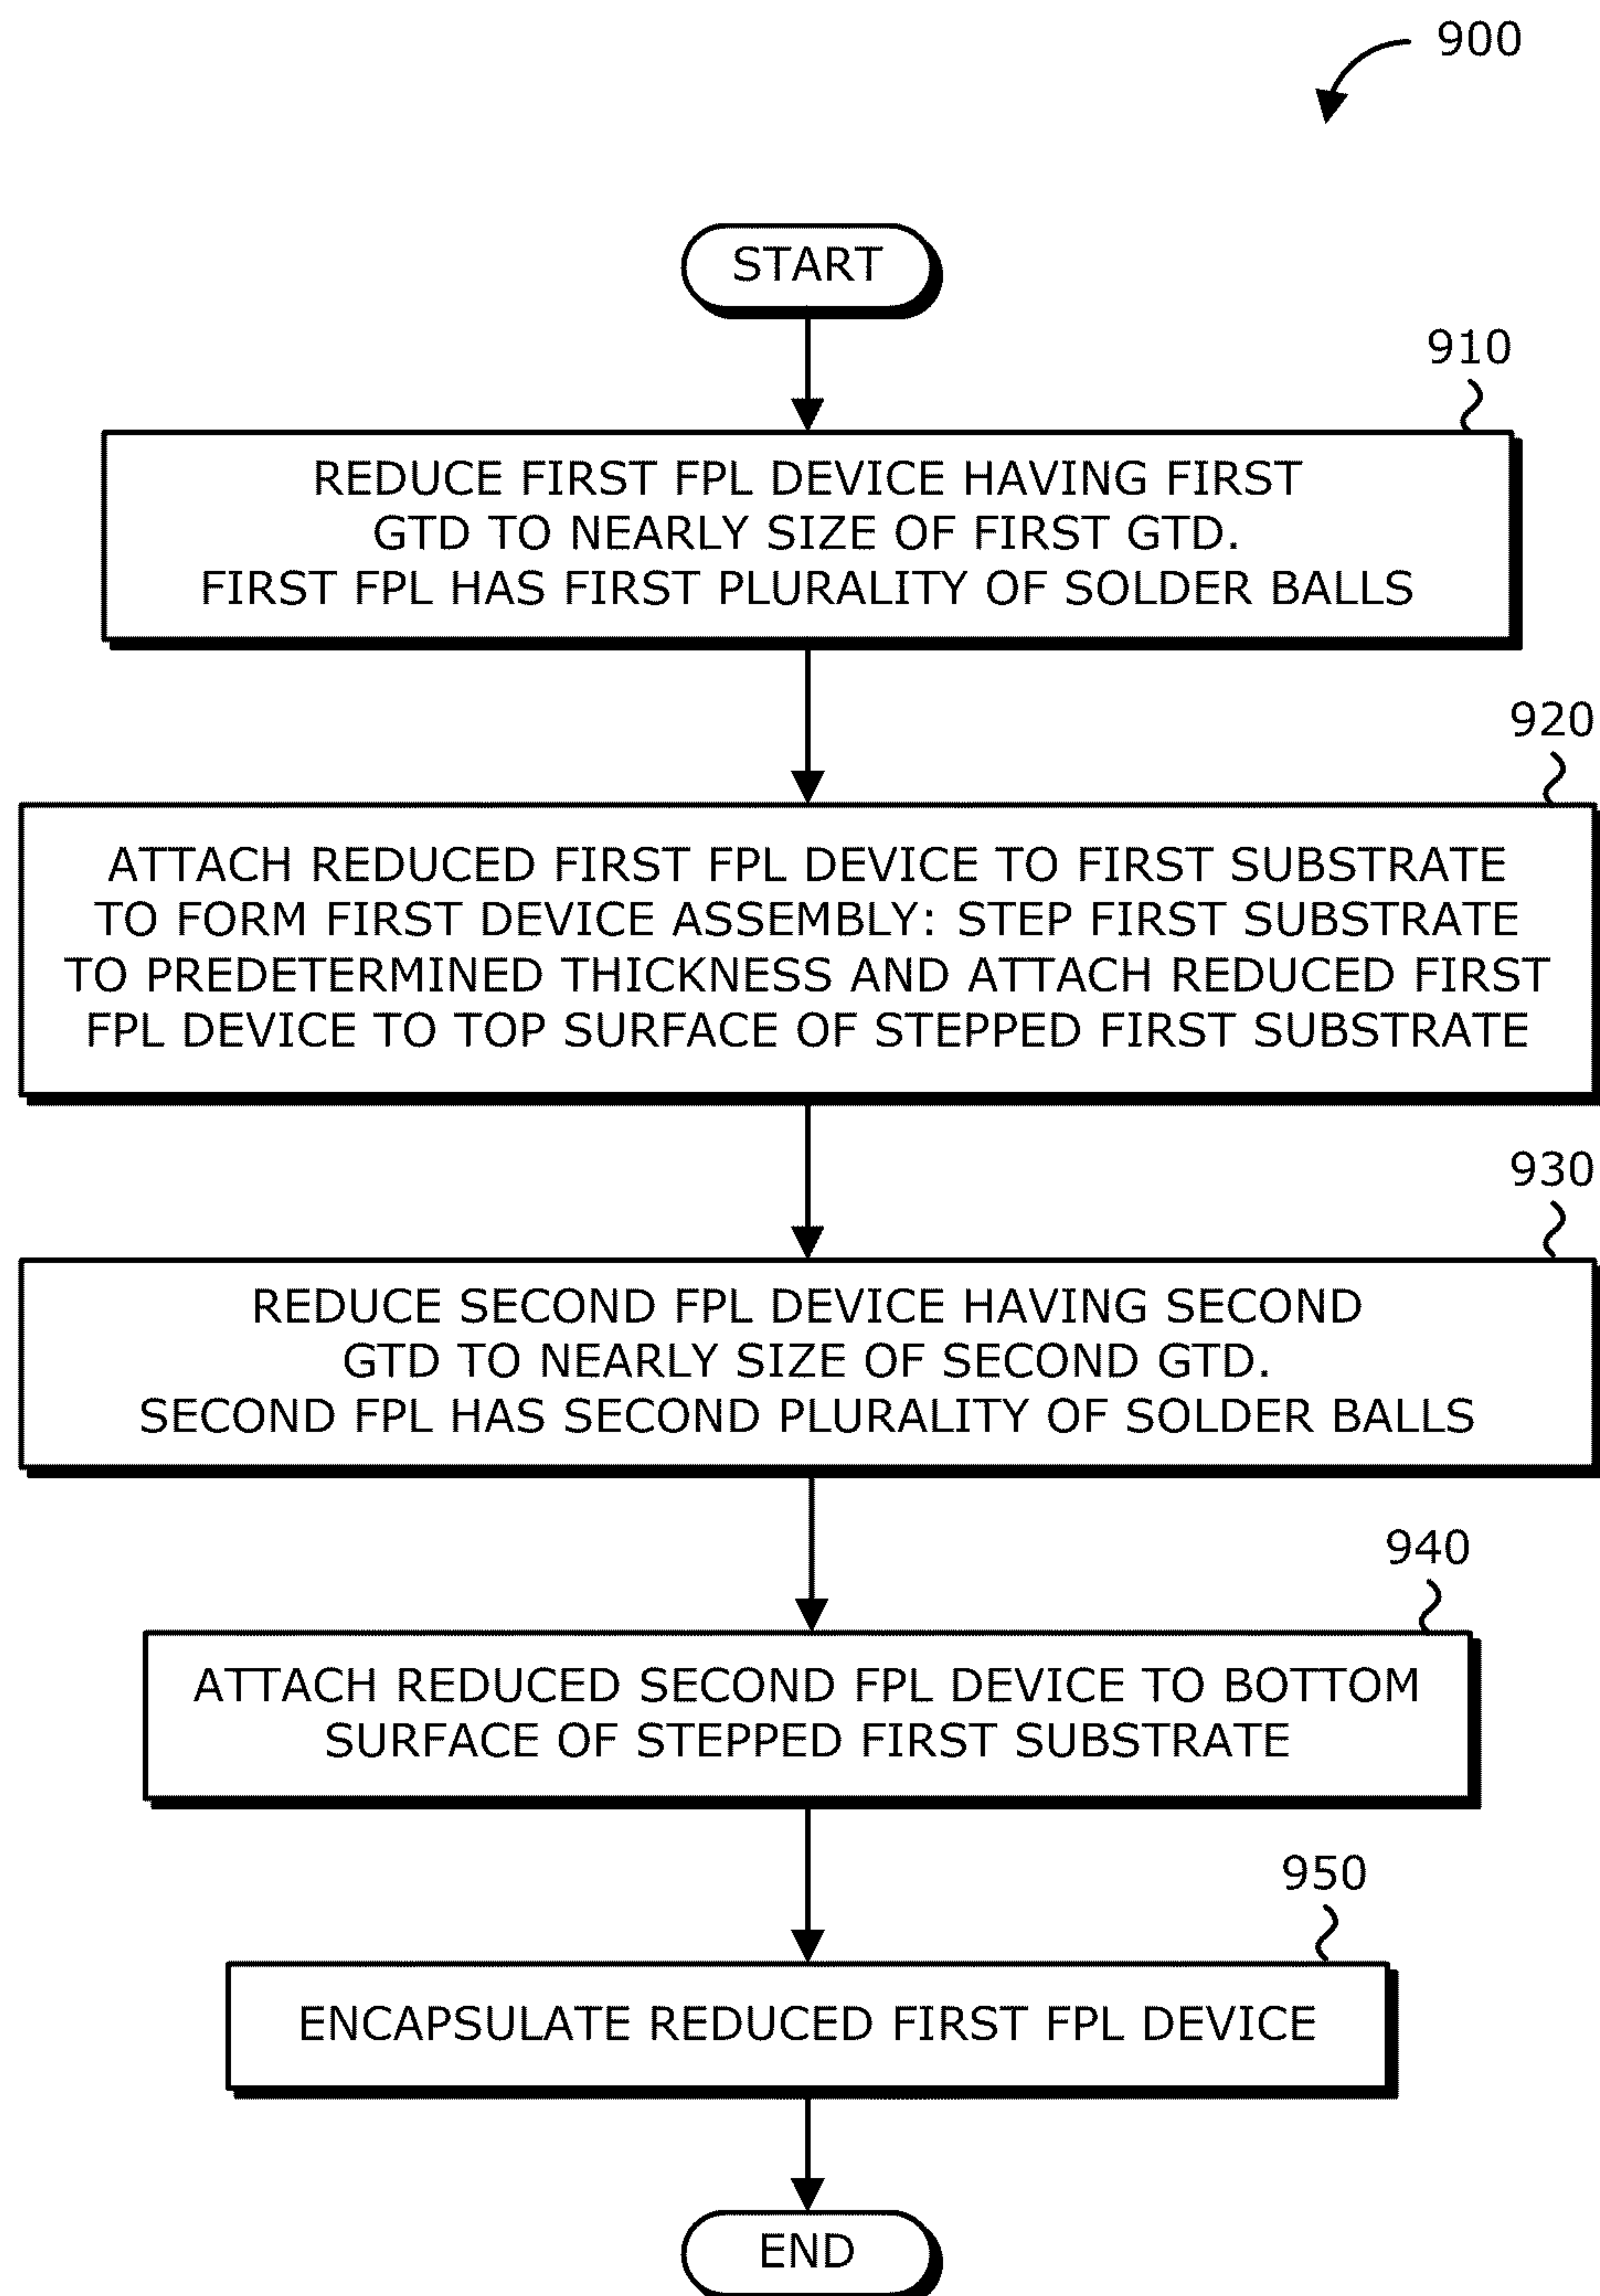 900
START
910
REDUCE FIRST FPL DEVICE HAVING FIRST
GTD TO NEARLY SIZE OF FIRST GTD.
FIRST FPL HAS FIRST PLURALITY OF SOLDER BALLS
920
ATTACH REDUCED FIRST FPL DEVICE TO FIRST SUBSTRATE
TO FORM FIRST DEVICE ASSEMBLY: STEP FIRST SUBSTRATE
TO PREDETERMINED THICKNESS AND ATTACH REDUCED FIRST
FPL DEVICE TO TOP SURFACE OF STEPPED FIRST SUBSTRATE
930
REDUCE SECOND FPL DEVICE HAVING SECOND
GTD TO NEARLY SIZE OF SECOND GTD.
SECOND FPL HAS SECOND PLURALITY OF SOLDER BALLS
940
ATTACH REDUCED SECOND FPL DEVICE TO BOTTOM
SURFACE OF STEPPED FIRST SUBSTRATE
950
ENCAPSULATE REDUCED FIRST FPL DEVICE
END